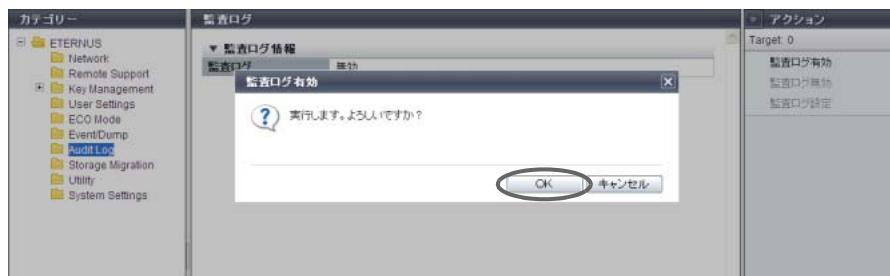 カテゴリー
ETERNUS
Network
Remote Support
Key Management
User Settings
ECO Mode
Event/Dump
Audit Log
Storage Migration
Utility
System Settings
監査ログ
▼ 監査ログ情報
監査ログ 無効
監査ログ有効
実行します。よろしいですか?
OK キャンセル
アクション
Target: 0
監査ログ有効
監査ログ無効
監査ログ設定